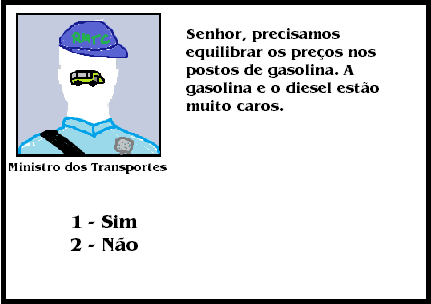 RMTC
Senhor, precisamos
equilibrar os preços nos
postos de gasolina. A
gasolina e o diesel estão
muito caros.
Ministro dos Transportes
1 - Sim
2 - Não